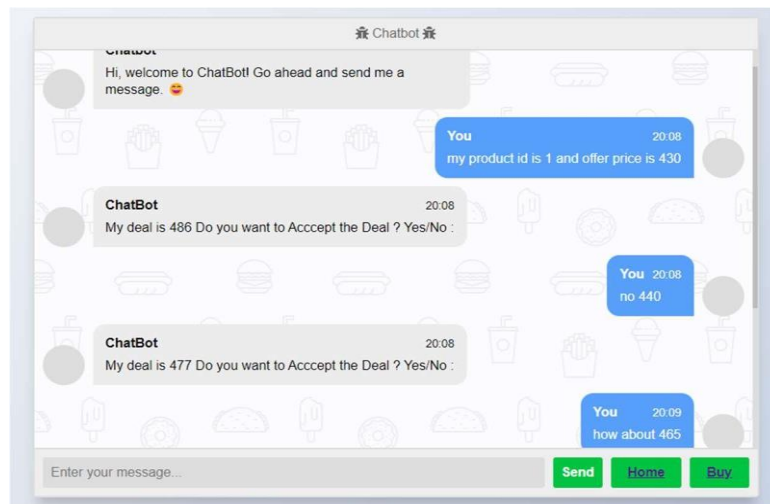 Chatbot
ChatBot
Hi, welcome to ChatBot! Go ahead and send me a
message. 😄
You 20:08
my product id is 1 and offer price is 430
ChatBot 20:08
My deal is 486 Do you want to Acccept the Deal ? Yes/No :
You 20:08
no 440
ChatBot 20:08
My deal is 477 Do you want to Acccept the Deal ? Yes/No :
You 20:09
how about 465
Enter your message...
Send Home Buy